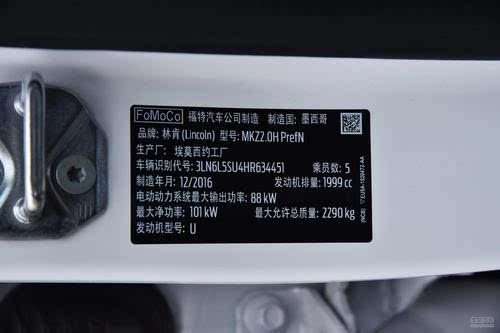 FoMoCo 福特汽车公司制造 制造国：墨西哥
品牌：林肯(Lincoln) 型号：MKZ2.0H PrefN
生产厂：埃莫西约工厂
车辆识别代号：3LN6L5SU4HR634451 乘员数：5
制造年月：12/2016 发动机排量：1999 cc
电动动力系统最大输出功率：88 kW
最大净功率：101 kW 最大允许总质量：2290 kg
发动机型号：U